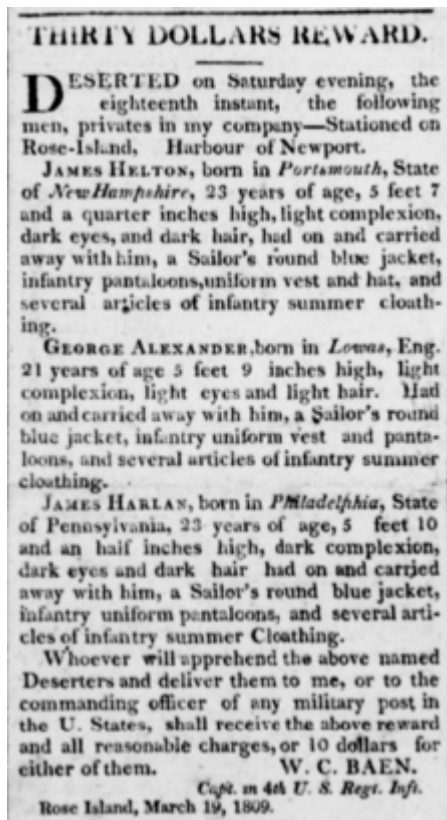 THIRTY DOLLARS REWARD.
DESERTED on Saturday evening, the
eighteenth instant, the following
men, privates in my company—Stationed on
Rose-Island, Harbour of Newport.
JAMES HELTON, born in Portsmouth, State
of New Hampshire, 23 years of age, 5 feet 7
and a quarter inches high, light complexion,
dark eyes, and dark hair, had on and carried
away with him, a Sailor's round blue jacket,
infantry pantaloons,uniform vest and hat, and
several articles of infantry summer cloath-
ing.
GEORGE ALEXANDER,born in Lowas, Eng.
21 years of age 5 feet 9 inches high, light
complexion, light eyes and light hair. Had
on and carried away with him, a Sailor's round
blue jacket, infantry uniform vest and panta-
loons, and several articles of infantry summer
cloathing.
JAMES HARLAN, born in Philadelphia, State
of Pennsylvania, 23 years of age, 5 feet 10
and an half inches high, dark complexion,
dark eyes and dark hair had on and carried
away with him, a Sailor's round blue jacket,
infantry uniform pantaloons, and several arti-
cles of infantry summer Cloathing.
Whoever will apprehend the above named
Deserters and deliver them to me, or to the
commanding officer of any military post in
the U. States, shall receive the above reward
and all reasonable charges, or 10 dollars for
either of them. W. C. BAEN.
Capt. in 4th U. S. Regt. Inft.
Rose Island, March 19, 1809.